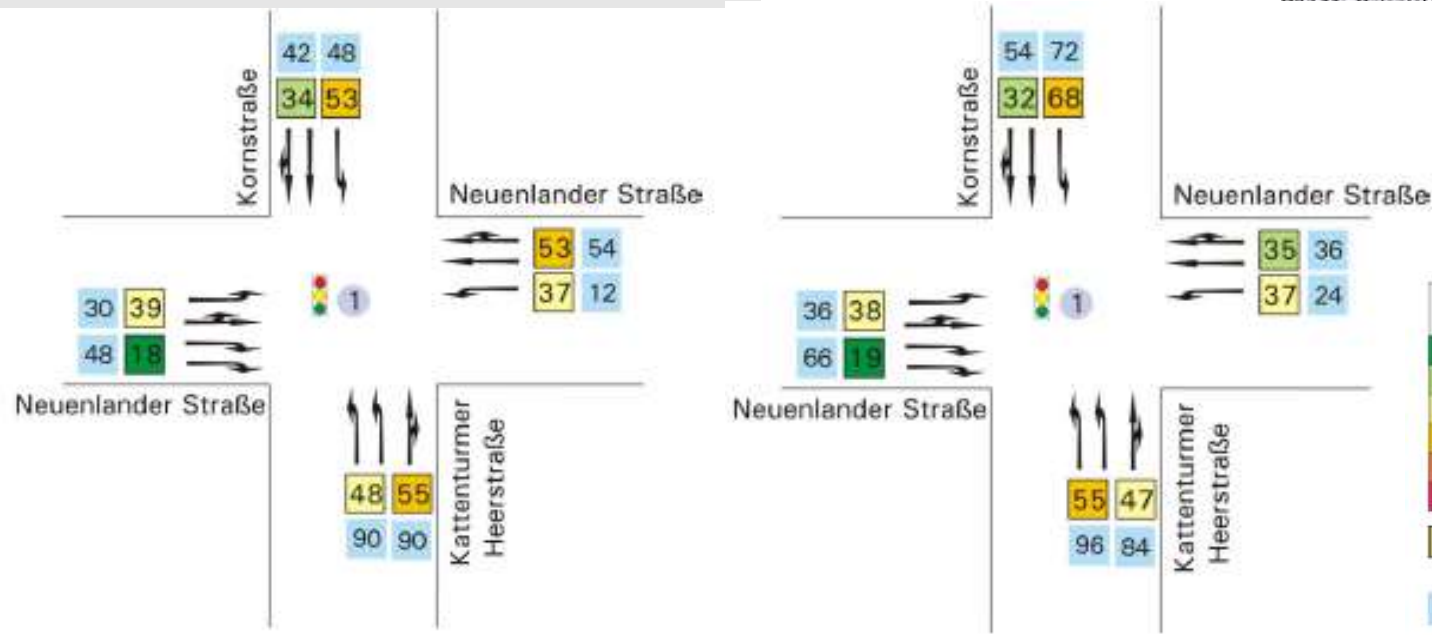 42 48
34 53
Kornstraße
Neuenlander Straße
53 54
37 12
30 39
48 18
1
Neuenlander Straße
48 55
90 90
Kattenturmer
Heerstraße
54 72
32 68
Kornstraße
Neuenlander Straße
35 36
37 24
36 38
66 19
1
Neuenlander Straße
55 47
96 84
Kattenturmer
Heerstraße